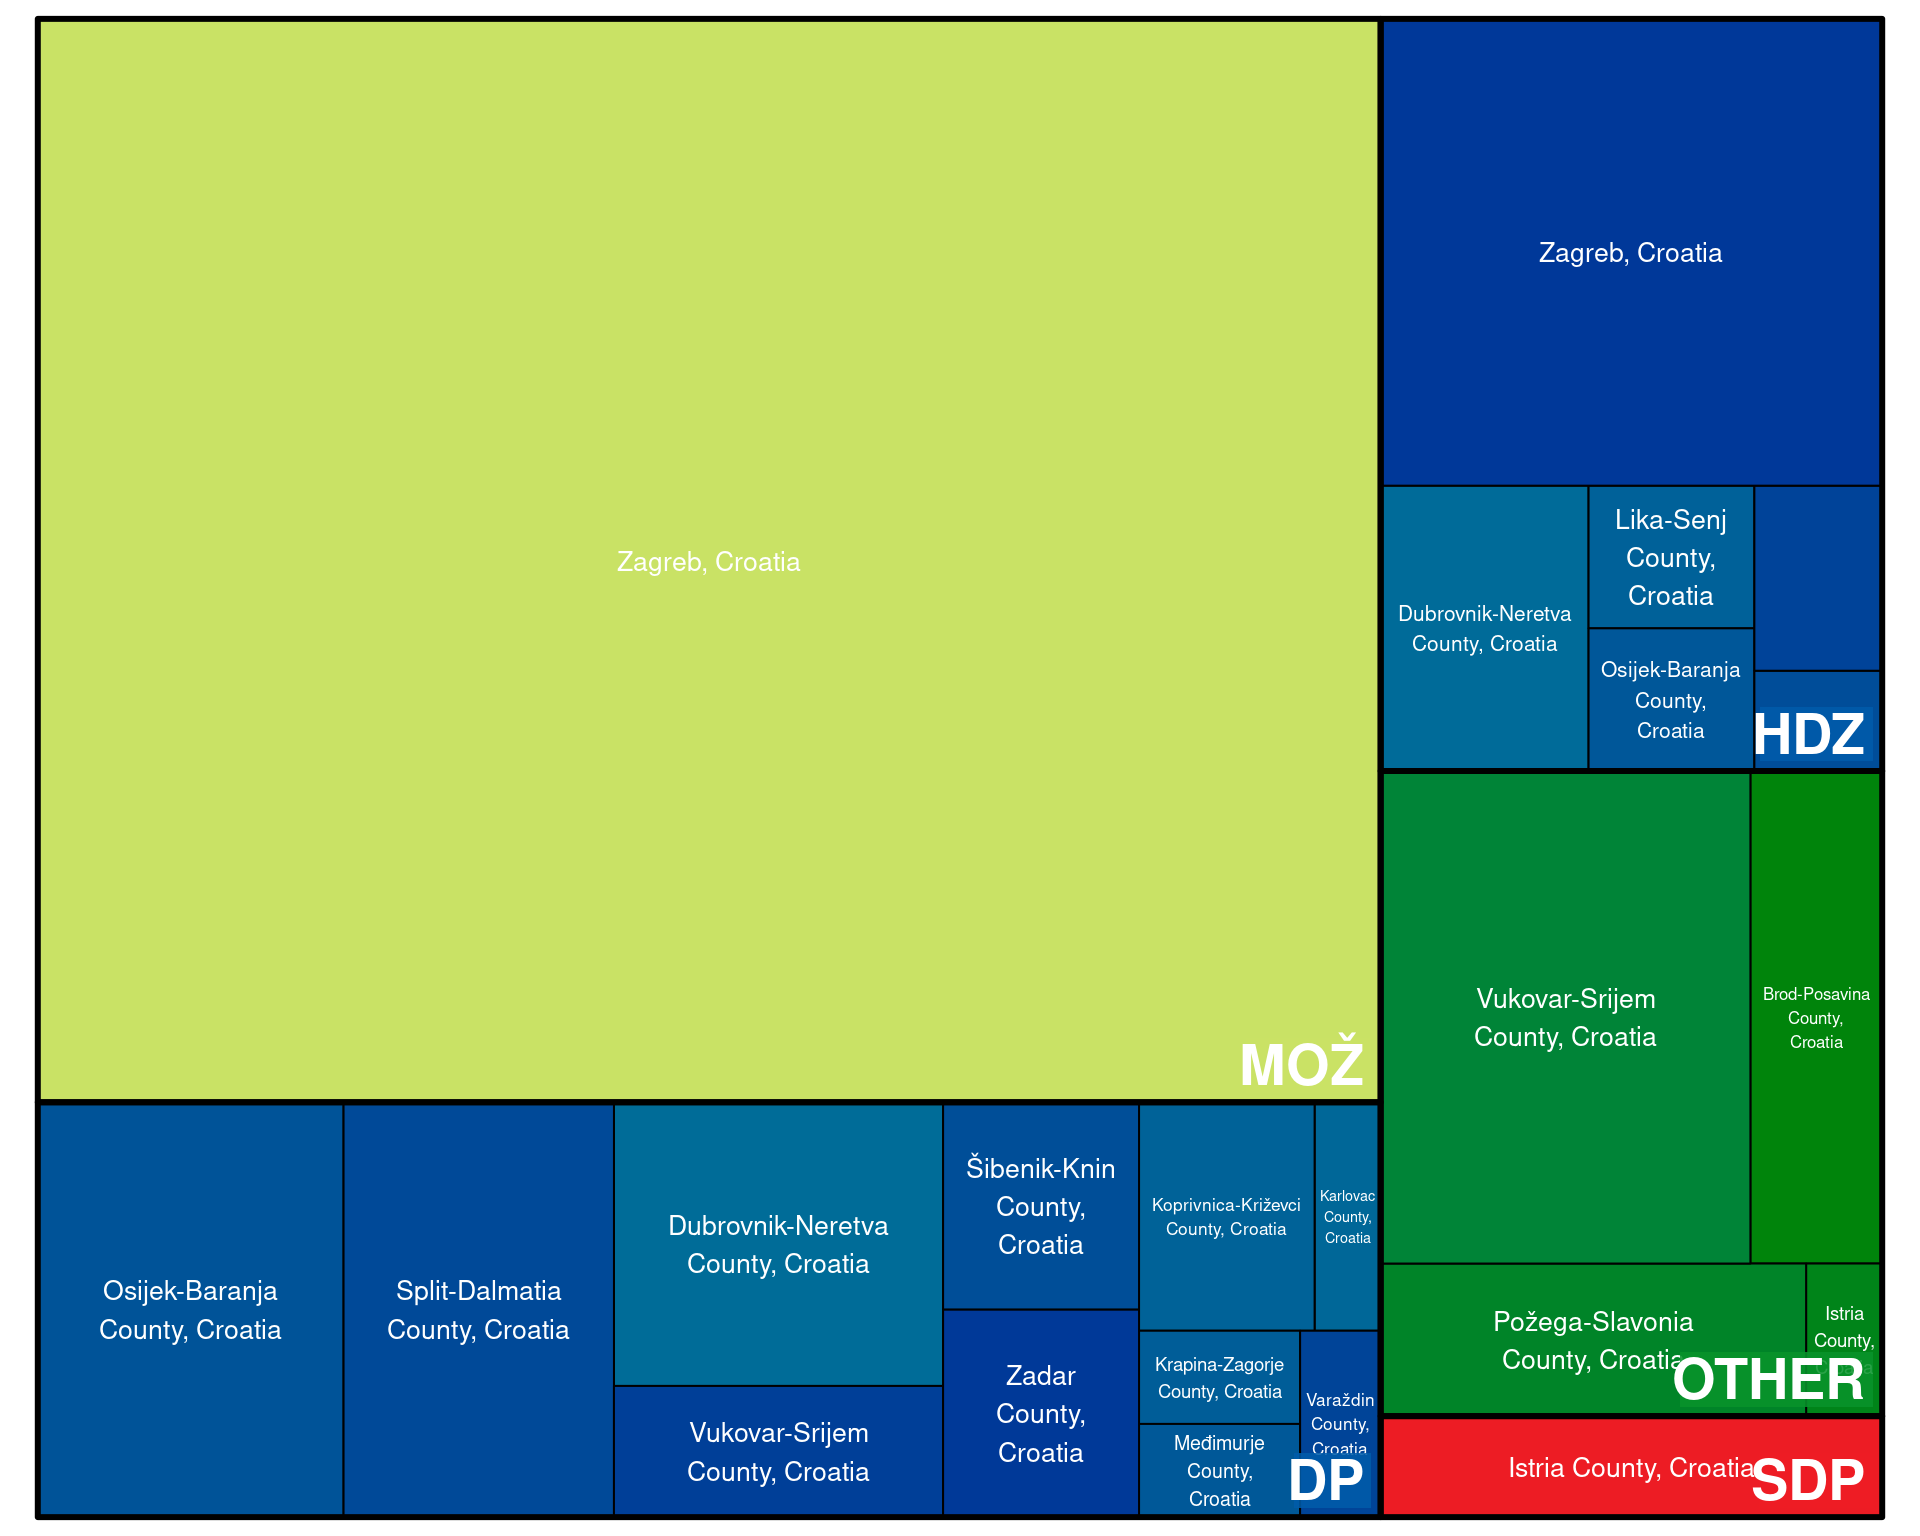 Zagreb, Croatia
MOŽ
Zagreb, Croatia
Dubrovnik-Neretva
County, Croatia
Lika-Senj
County,
Croatia
Osijek-Baranja
County,
Croatia
HDZ
Vukovar-Srijem
County, Croatia
Brod-Posavina
County,
Croatia
Požega-Slavonia
County, Croatia
Istria
County,
OTHER
Istria County, Croatia
SDP
Osijek-Baranja
County, Croatia
Split-Dalmatia
County, Croatia
Dubrovnik-Neretva
County, Croatia
Vukovar-Srijem
County, Croatia
Šibenik-Knin
County,
Croatia
Zadar
County,
Croatia
Koprivnica-Križevci
County, Croatia
Karlovac
County,
Croatia
Krapina-Zagorje
County, Croatia
Međimurje
County,
Croatia
Varaždin
County,
Croatia
DP